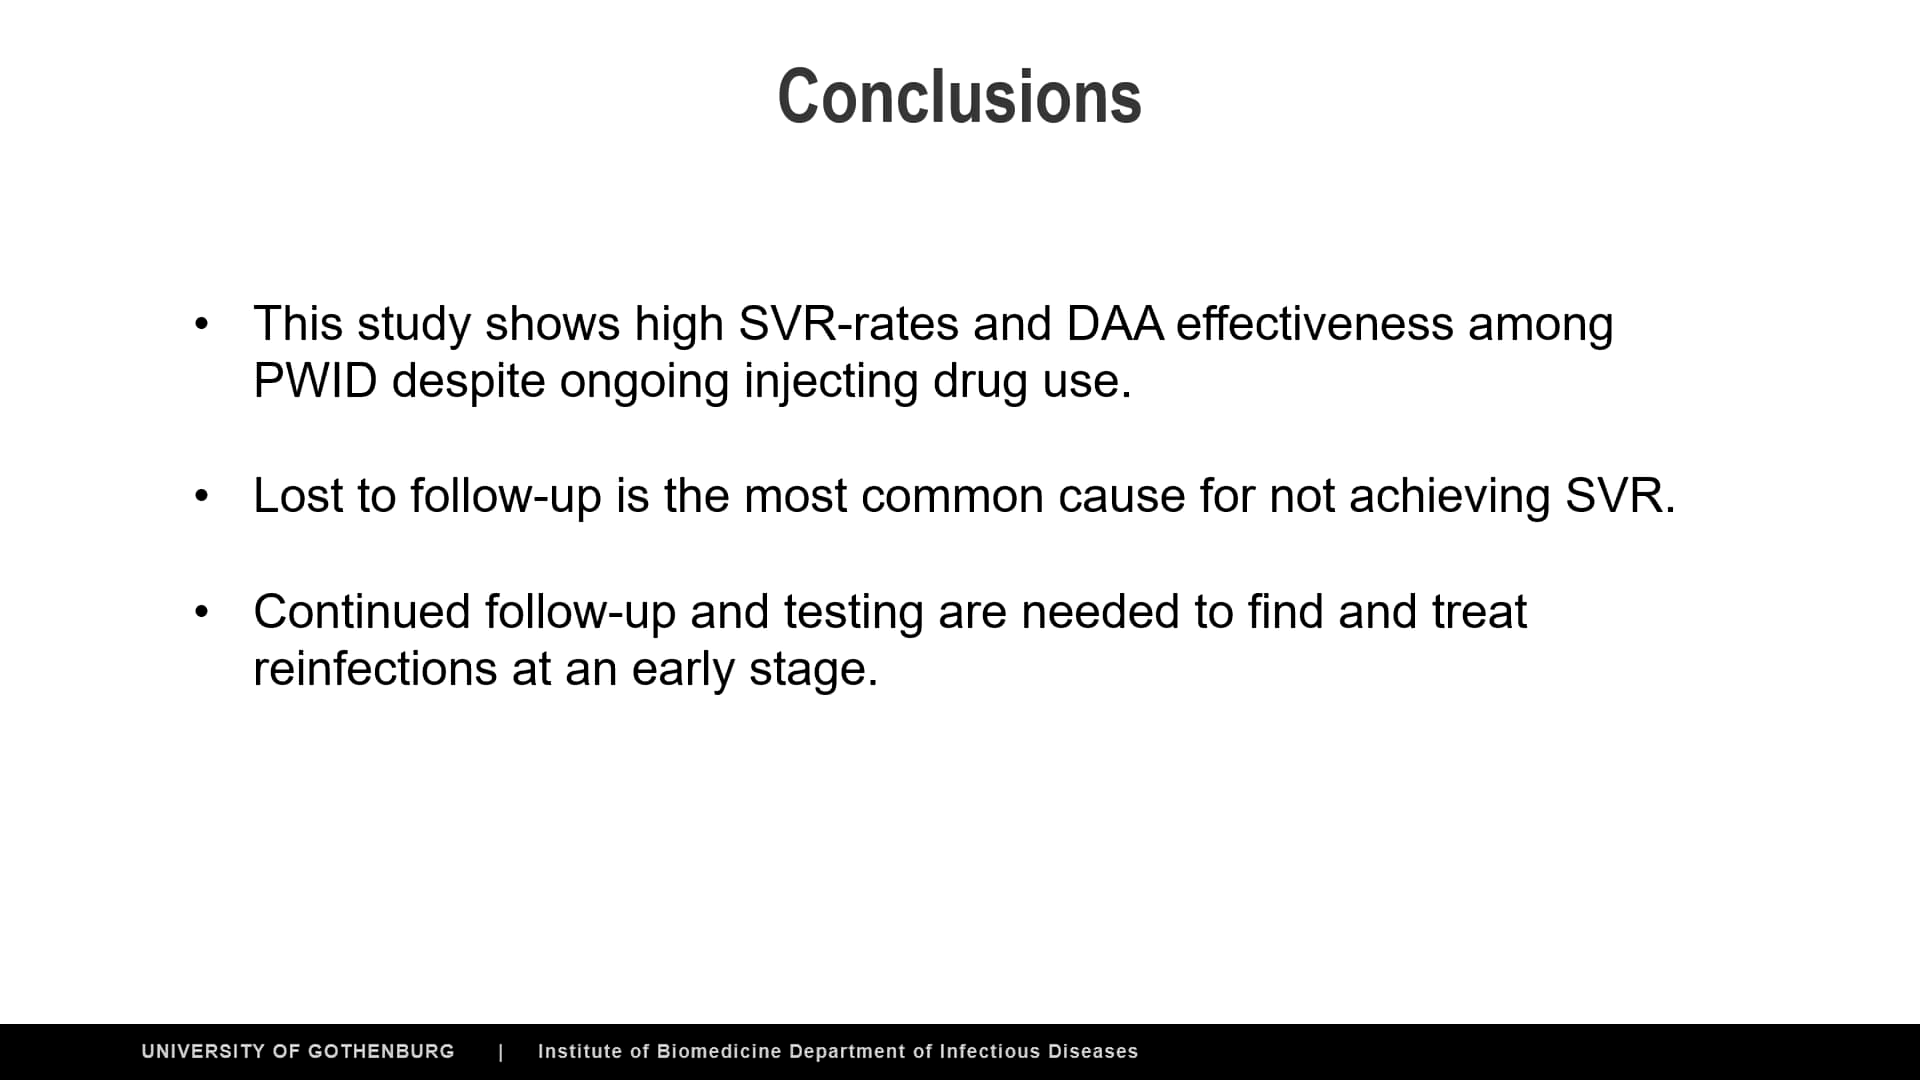 Conclusions
• This study shows high SVR-rates and DAA effectiveness among
PWID despite ongoing injecting drug use.
• Lost to follow-up is the most common cause for not achieving SVR.
• Continued follow-up and testing are needed to find and treat
reinfections at an early stage.
UNIVERSITY OF GOTHENBURG | Institute of Biomedicine Department of Infectious Diseases